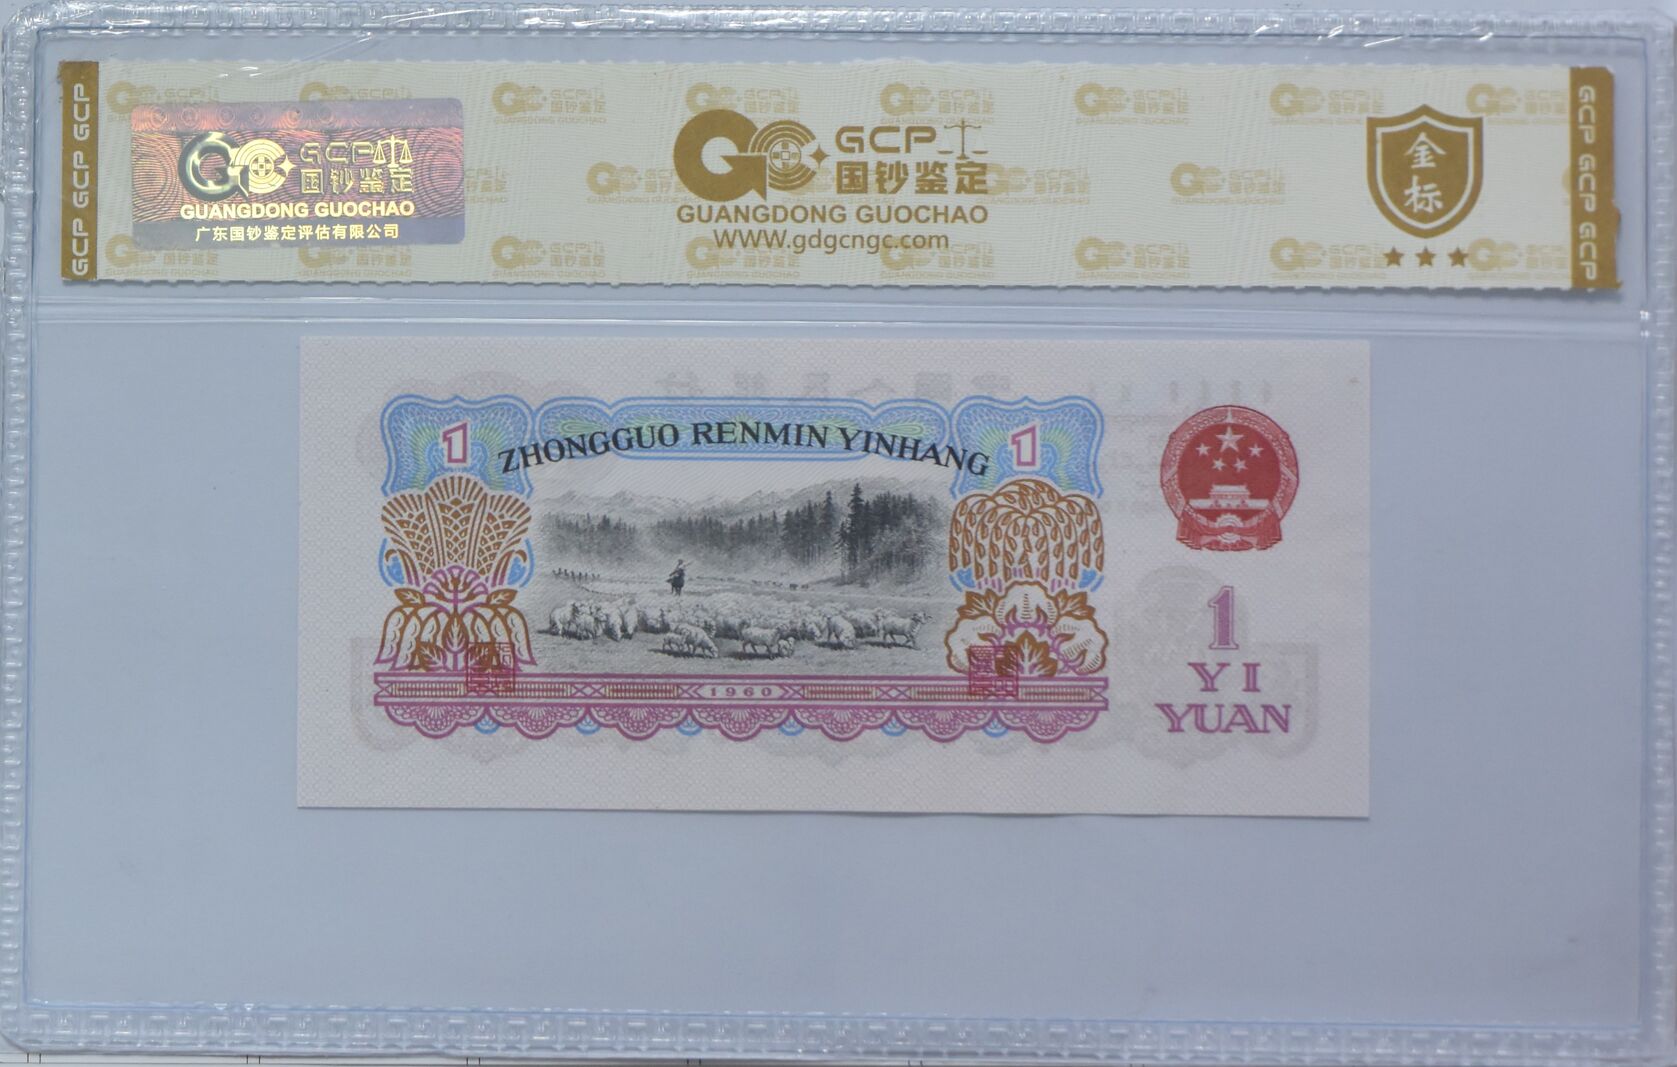 GCP GCP GCP
GCP
国钞鉴定
GUANGDONG GUOCHAO
广东国钞鉴定评估有限公司
GCP
国钞鉴定
GUANGDONG GUOCHAO
WWW.gdgcngc.com
金标
GCP GCP GCP
ZHONGGUO RENMIN YINHANG
1
1
1960
1
YI
YUAN